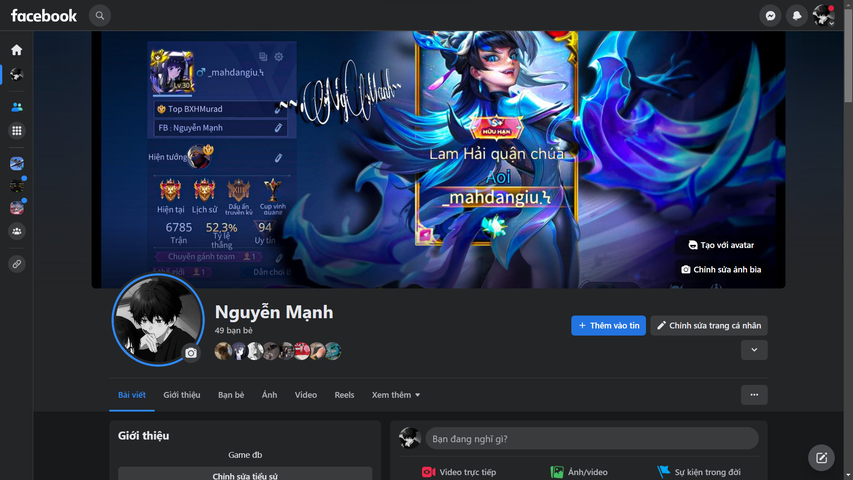 facebook
_mahdangiu.ϟ
Lv.30
Top BXHMurad
FB : Nguyễn Mạnh
Hiện tướng
Hiện tại
Lịch sử
Dấu ấn truyền kỳ
Cup vinh quang
6785
52,3%
94
Trận
Tỷ lệ thắng
Uy tín
Chuyên gánh team
1
1
S+
HỮU HẠN
Lam Hải quận chúa
Aoi
_mahdangiu.ϟ
Tạo với avatar
Chỉnh sửa ảnh bìa
Nguyễn Mạnh
49 bạn bè
+ Thêm vào tin
Chỉnh sửa trang cá nhân
Bài viết
Giới thiệu
Bạn bè
Ảnh
Video
Reels
Xem thêm
Giới thiệu
Game đb
Chỉnh sửa tiểu sử
Bạn đang nghĩ gì?
Video trực tiếp
Ảnh/video
Sự kiện trong đời